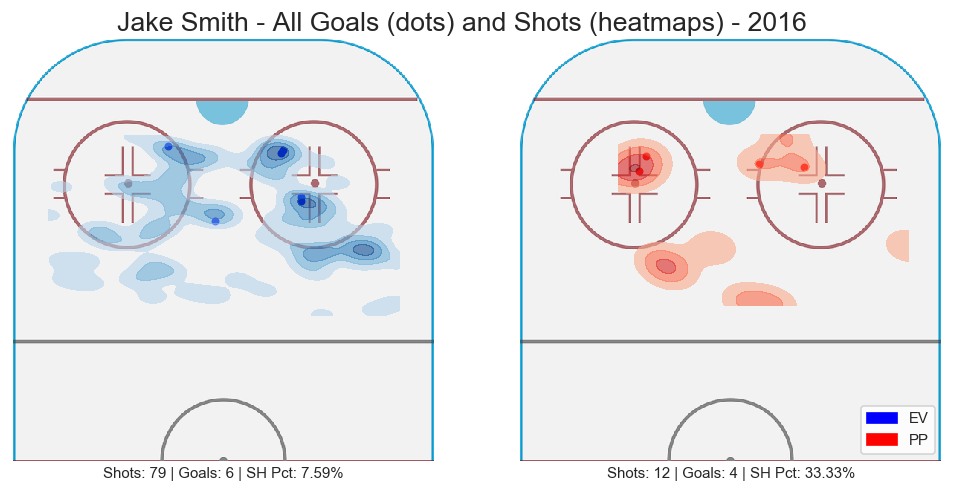 Jake Smith - All Goals (dots) and Shots (heatmaps) - 2016
EV
PP
Shots: 79 | Goals: 6 | SH Pct: 7.59%
Shots: 12 | Goals: 4 | SH Pct: 33.33%